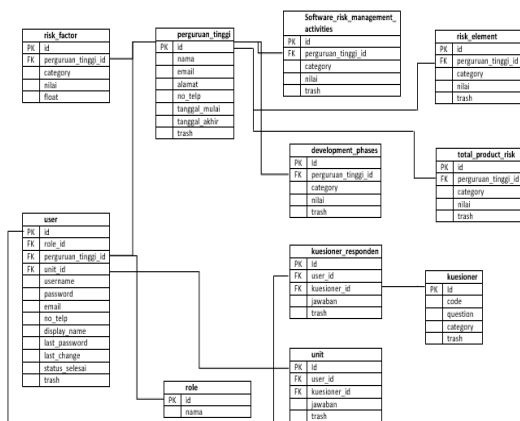 risk_factor
PK id
FK perguruan_tinggi_id
category
nilai
float
perguruan_tinggi
PK id
nama
email
alamat
no_telp
tanggal_mulai
tanggal_akhir
trash
Software_risk_management_
activities
PK id
FK perguruan_tinggi_id
category
nilai
trash
risk_element
PK id
FK perguruan_tinggi_id
category
nilai
trash
development_phases
PK Id
FK perguruan_tinggi_id
category
nilai
trash
total_product_risk
PK id
FK perguruan_tinggi_id
category
nilai
trash
user
PK id
FK role_id
FK perguruan_tinggi_id
FK unit_id
username
password
email
no_telp
display_name
last_password
last_change
status_selesai
trash
kuesioner_responden
PK Id
FK user_id
FK kuesioner_id
jawaban
trash
kuesioner
PK Id
code
question
category
trash
role
PK id
nama
unit
PK Id
FK user_id
FK kuesioner_id
jawaban
trash